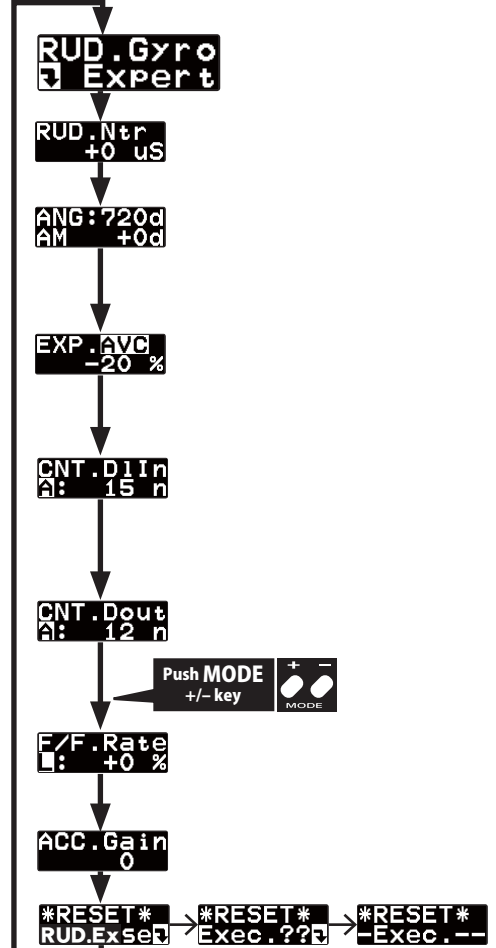 RUD.Gyro
Expert
RUD.Ntr
+0 uS
ANG:720d
AM +0d
EXP.AVC
-20 %
CNT.DlIn
A: 15 n
CNT.Dout
A: 12 n
Push MODE
+/– key
+ −
MODE
F/F.Rate
L: +0 %
ACC.Gain
0
*RESET*
RUD.Exse
*RESET*
Exec.??
*RESET*
-Exec.--